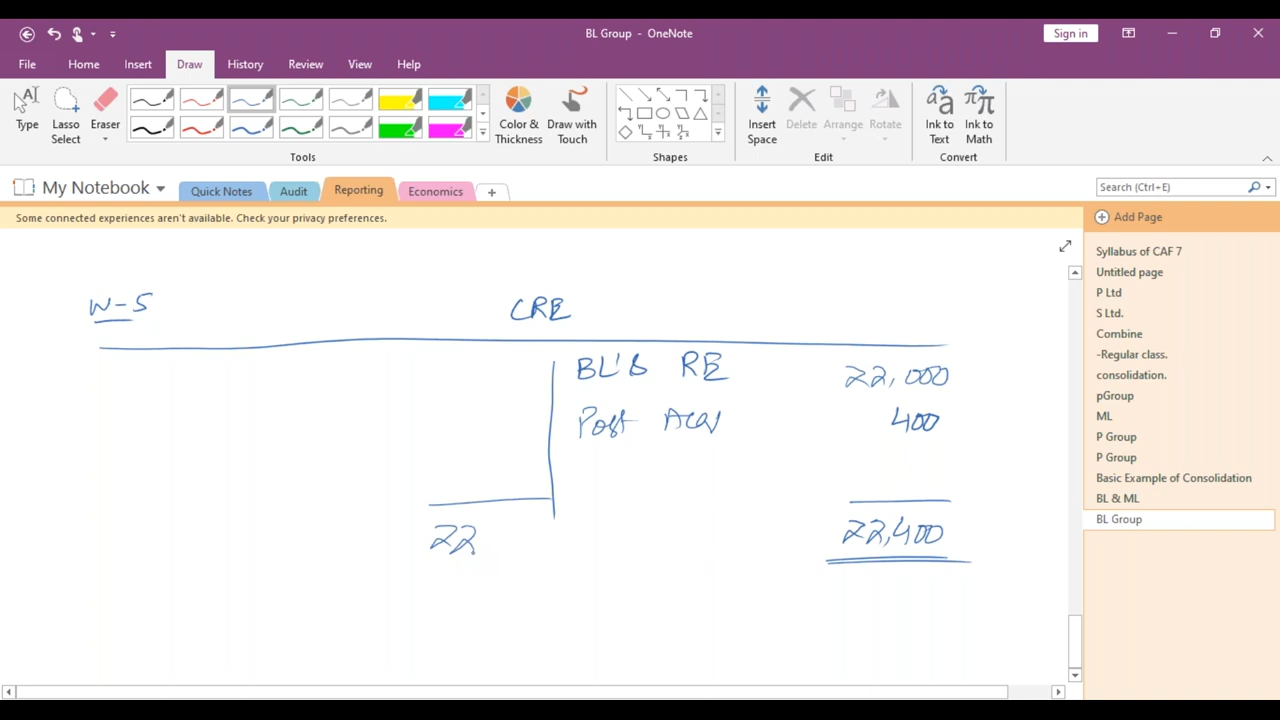 BL Group - OneNote
Sign in
File Home Insert Draw History Review View Help
Type
Lasso Select
Eraser
Color & Thickness
Draw with Touch
Insert Space
Delete
Arrange
Rotate
Ink to Text
Ink to Math
Tools
Shapes
Edit
Convert
My Notebook
Quick Notes
Audit
Reporting
Economics
Search (Ctrl+E)
Some connected experiences aren't available. Check your privacy preferences.
Add Page
Syllabus of CAF 7
Untitled page
P Ltd
S Ltd.
Combine
-Regular class.
consolidation.
pGroup
ML
P Group
P Group
Basic Example of Consolidation
BL & ML
BL Group
W-5
CRE
BL's RE 22,000
Post Acq 400
22 22,400